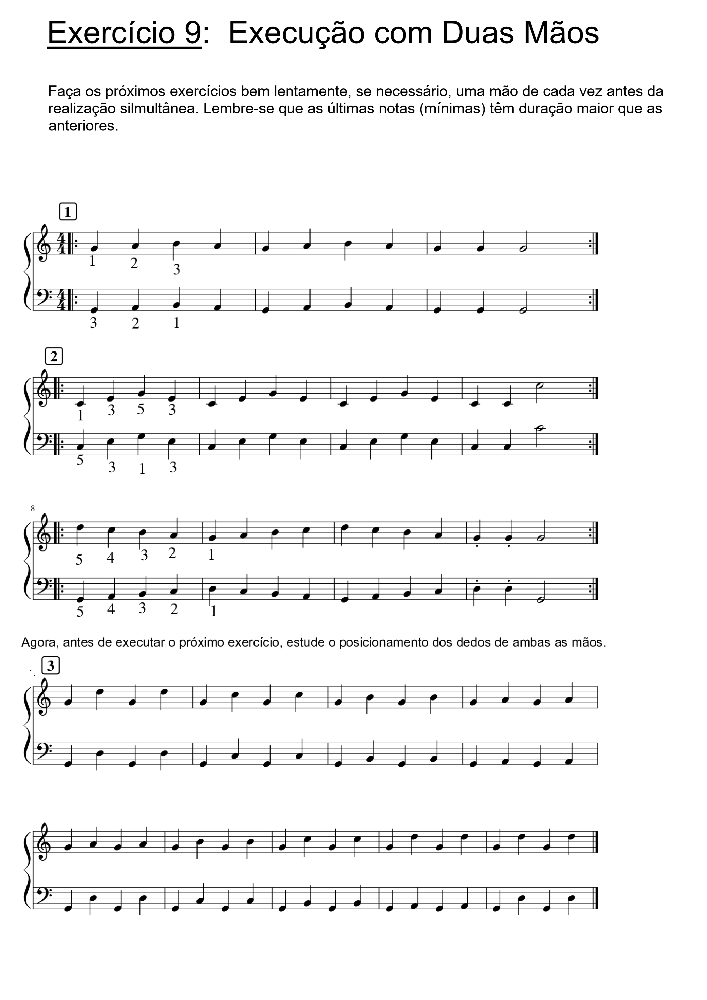 Exercício 9: Execução com Duas Mãos
Faça os próximos exercícios bem lentamente, se necessário, uma mão de cada vez antes da
realização silmultânea. Lembre-se que as últimas notas (mínimas) têm duração maior que as
anteriores.
1
4 4
1 2 3
4 4
3 2 1
2
1 3 5 3
5 3 1 3
8
5 4 3 2 1
5 4 3 2 1
Agora, antes de executar o próximo exercício, estude o posicionamento dos dedos de ambas as mãos.
3